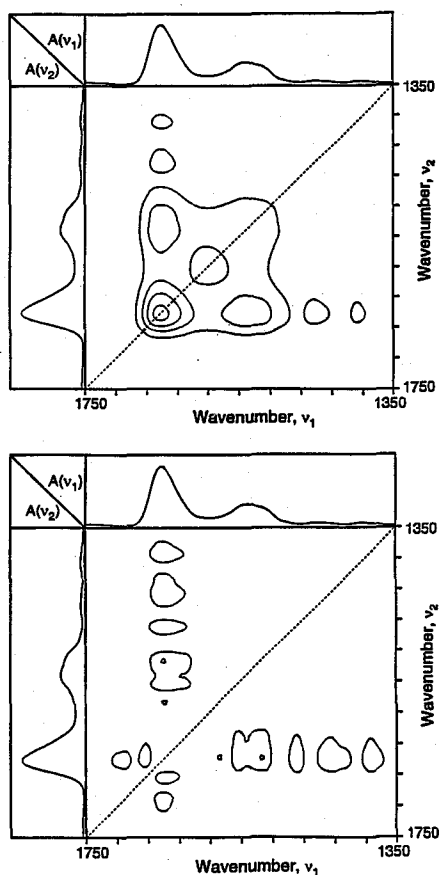 A(ν₁)
A(ν₂)
1350
Wavenumber, ν₂
1750
1750
1350
Wavenumber, ν₁
A(ν₁)
A(ν₂)
1350
Wavenumber, ν₂
1750
1750
1350
Wavenumber, ν₁